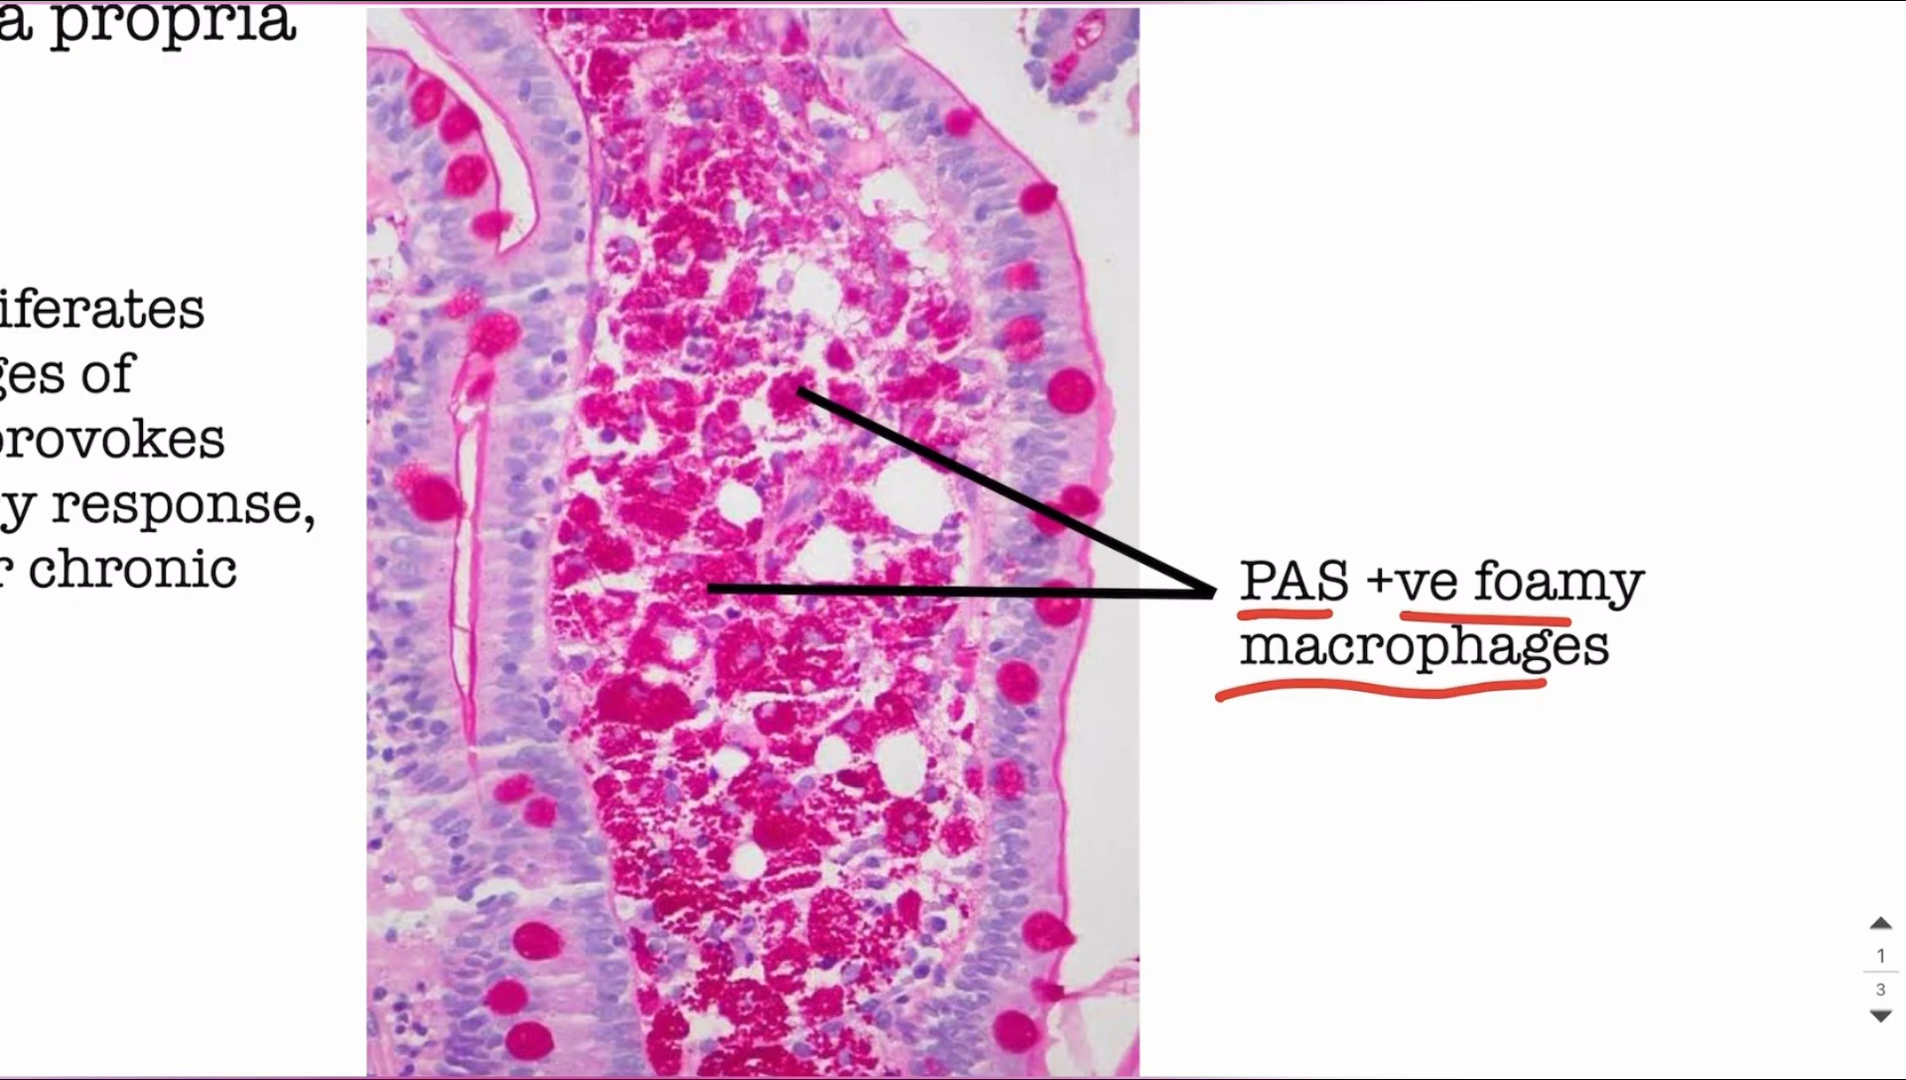 a propria
iferates
ges of
provokes
y response,
r chronic
PAS +ve foamy
macrophages
1
3